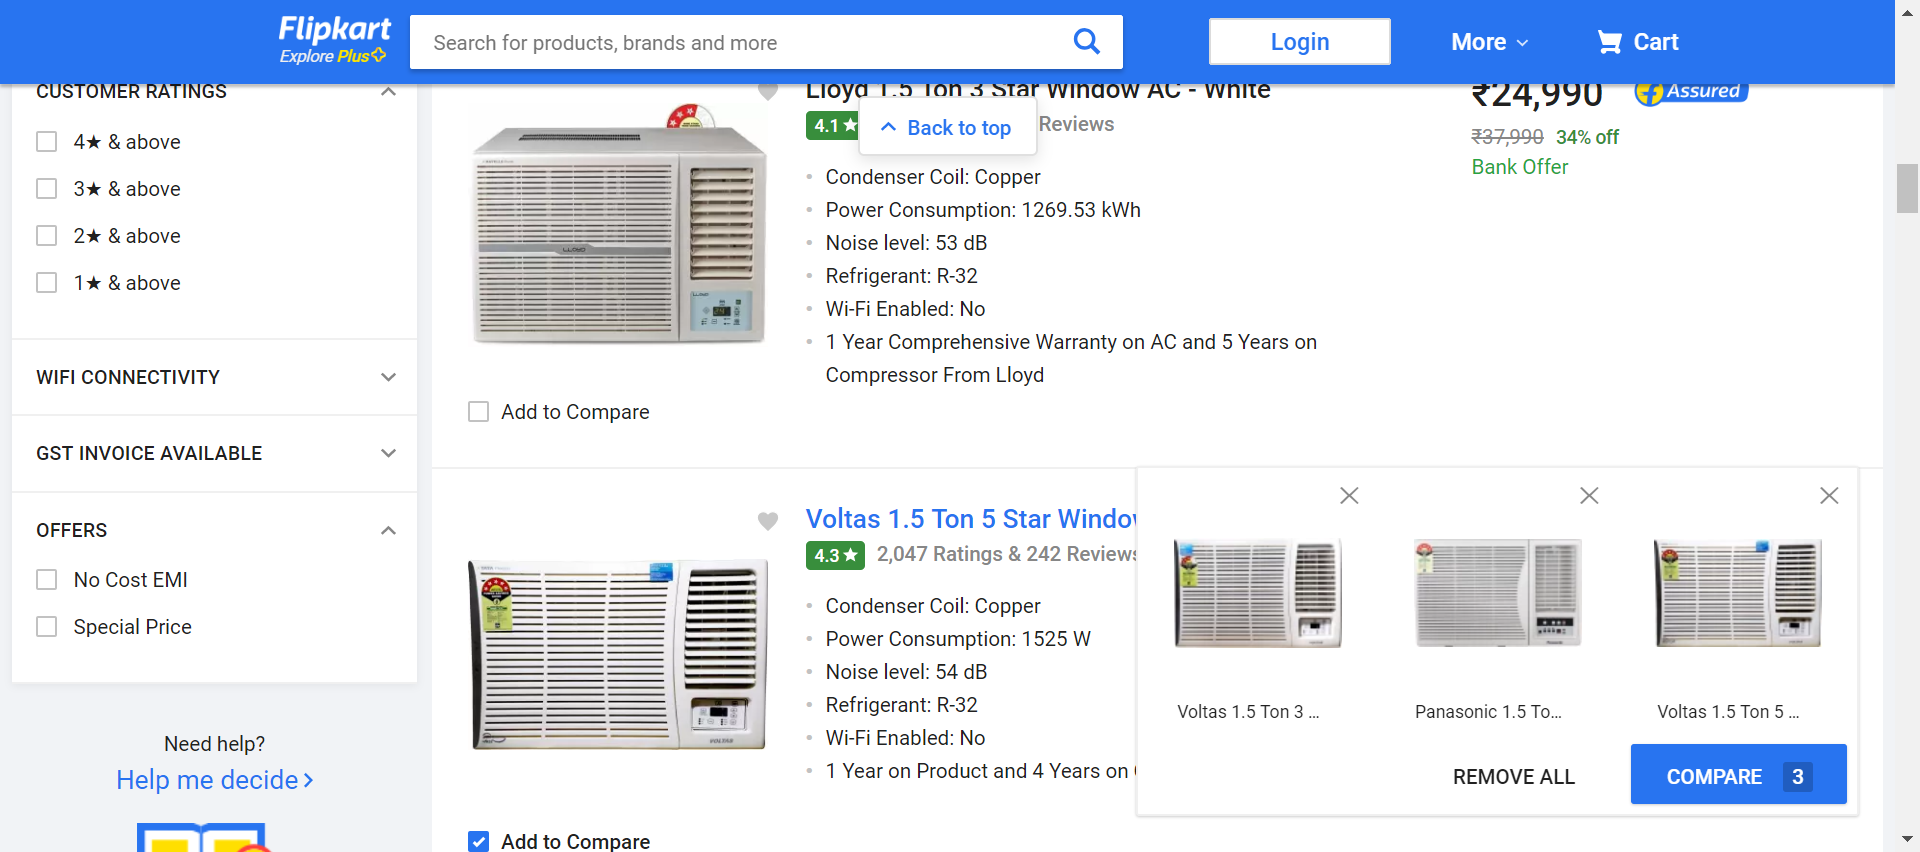 Flipkart
Explore Plus
Search for products, brands and more
Login
More
Cart
CUSTOMER RATINGS
4★ & above
3★ & above
2★ & above
1★ & above
WIFI CONNECTIVITY
GST INVOICE AVAILABLE
OFFERS
No Cost EMI
Special Price
Need help?
Help me decide
Lloyd 1.5 Ton 3 Star Window AC - White
4.1★
Back to top
Reviews
Condenser Coil: Copper
Power Consumption: 1269.53 kWh
Noise level: 53 dB
Refrigerant: R-32
Wi-Fi Enabled: No
1 Year Comprehensive Warranty on AC and 5 Years on
Compressor From Lloyd
₹24,990
Assured
₹37,990 34% off
Bank Offer
LLOYD
Add to Compare
Voltas 1.5 Ton 5 Star Window
4.3★ 2,047 Ratings & 242 Reviews
Condenser Coil: Copper
Power Consumption: 1525 W
Noise level: 54 dB
Refrigerant: R-32
Wi-Fi Enabled: No
1 Year on Product and 4 Years on
VOLTAS
Add to Compare
Voltas 1.5 Ton 3 ...
Panasonic 1.5 To...
Voltas 1.5 Ton 5 ...
REMOVE ALL
COMPARE 3